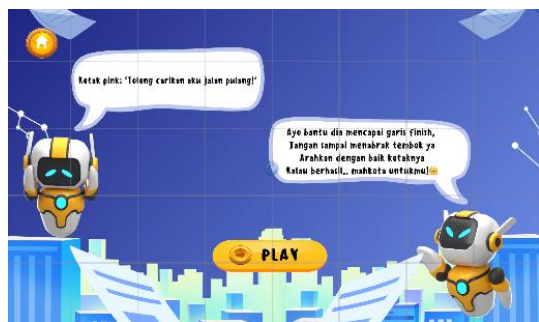 Kotak pink: 'Tolong carikan aku jalan pulang!'
Ayo bantu dia mencapai garis finish,
Jangan sampai menabrak tembok ya
Arahkan dengan baik kotaknya
Kalau berhasil.. mahkota untukmu!😄
PLAY